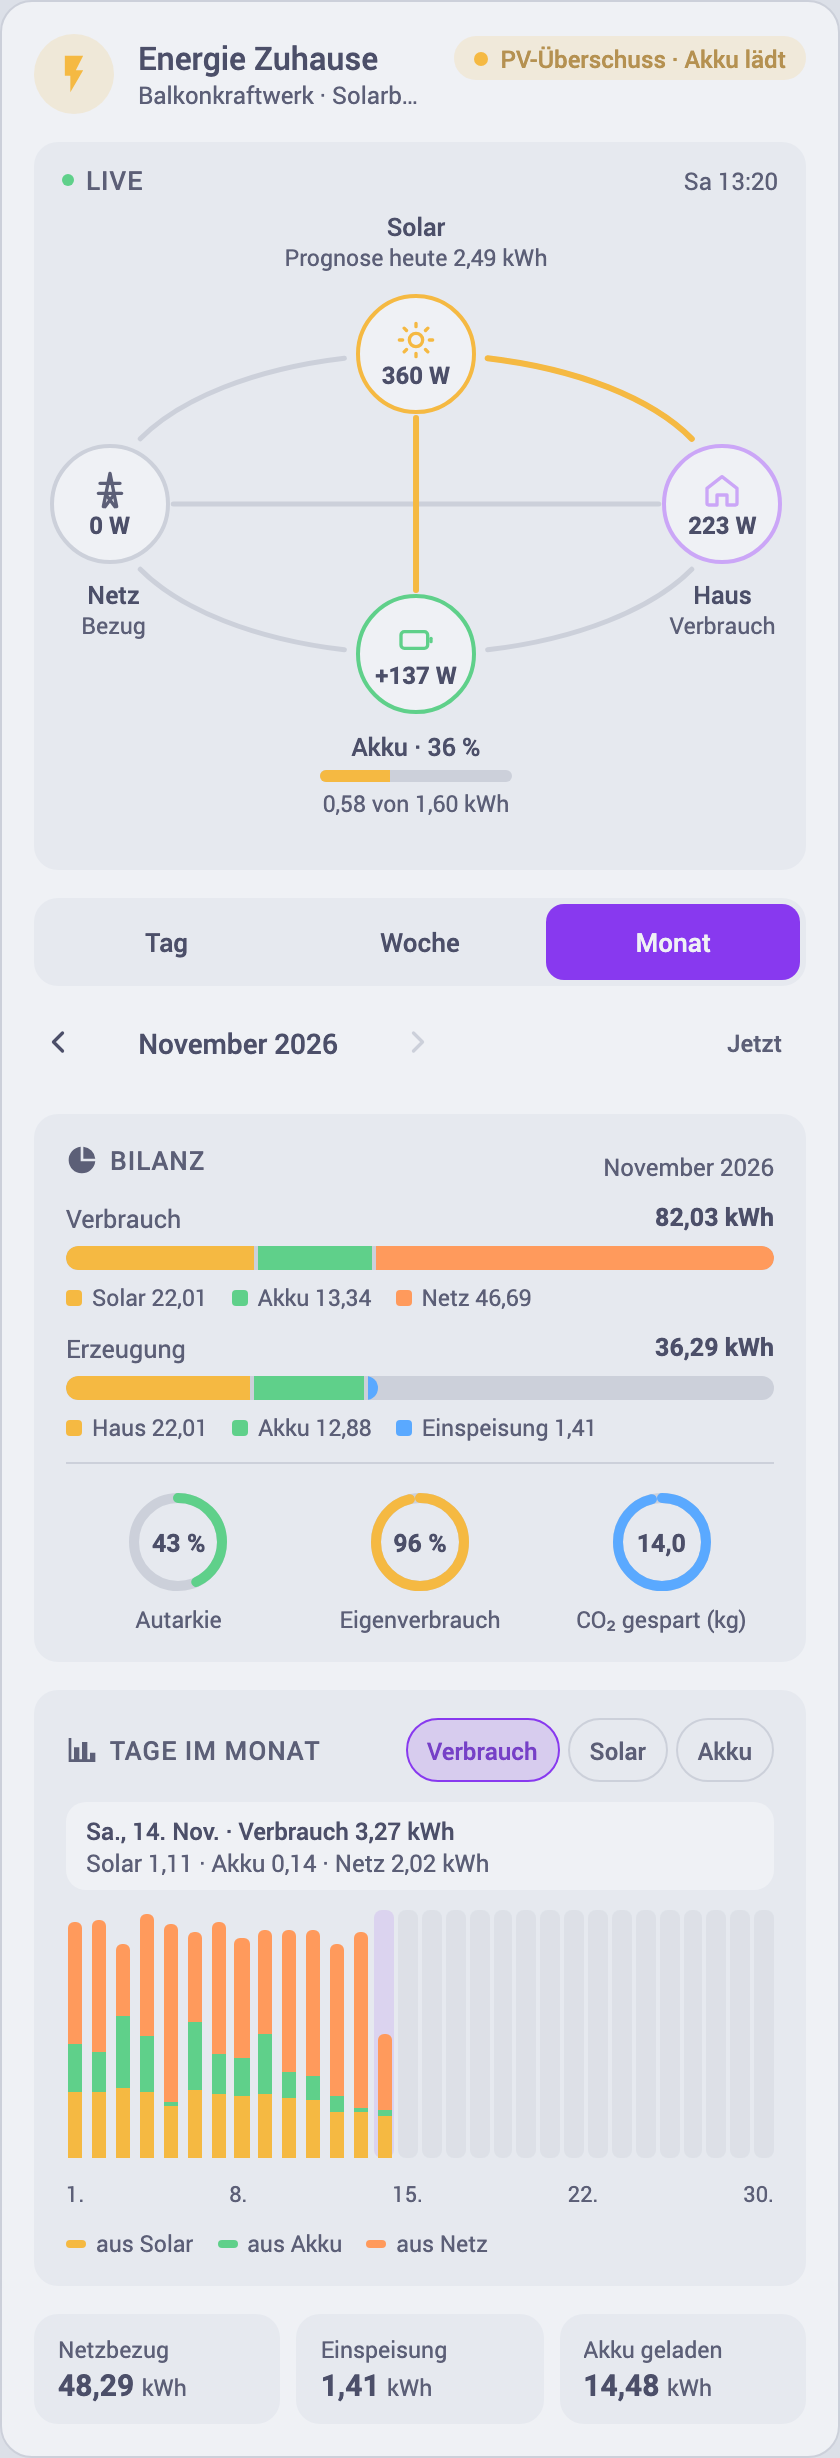 Energie Zuhause
Balkonkraftwerk · Solarb...
PV-Überschuss · Akku lädt
LIVE
Sa 13:20
Solar
Prognose heute 2,49 kWh
360 W
0 W
223 W
Netz
Bezug
Haus
Verbrauch
+137 W
Akku · 36 %
0,58 von 1,60 kWh
Tag
Woche
Monat
November 2026
Jetzt
BILANZ
November 2026
Verbrauch
82,03 kWh
Solar 22,01
Akku 13,34
Netz 46,69
Erzeugung
36,29 kWh
Haus 22,01
Akku 12,88
Einspeisung 1,41
43 %
96 %
14,0
Autarkie
Eigenverbrauch
CO₂ gespart (kg)
TAGE IM MONAT
Verbrauch
Solar
Akku
Sa., 14. Nov. · Verbrauch 3,27 kWh
Solar 1,11 · Akku 0,14 · Netz 2,02 kWh
1.
8.
15.
22.
30.
aus Solar
aus Akku
aus Netz
Netzbezug
48,29 kWh
Einspeisung
1,41 kWh
Akku geladen
14,48 kWh